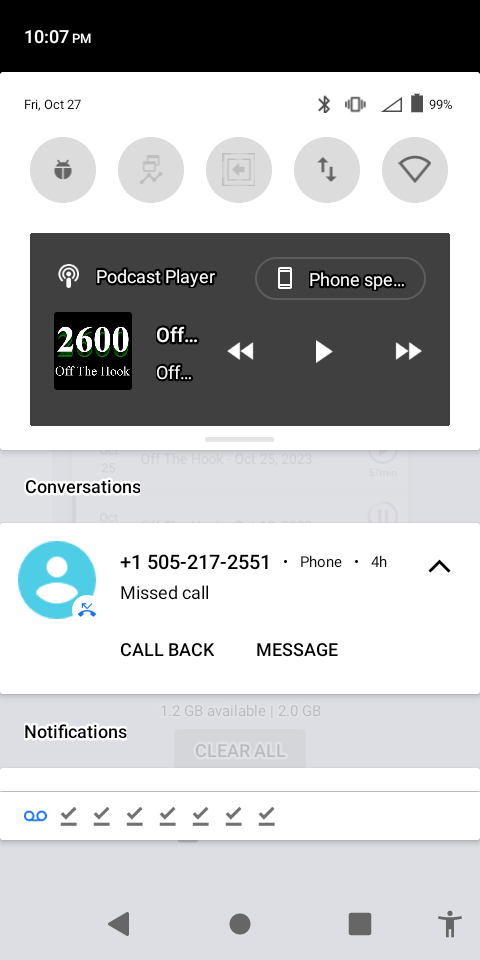 10:07 PM
Fri, Oct 27
99%
Podcast Player
Phone spe...
2600
Off The Hook
Off...
Off...
Oct
25
Off The Hook - Oct 25, 2023
57min
Conversations
+1 505-217-2551 • Phone • 4h
Missed call
CALL BACK
MESSAGE
1.2 GB available | 2.0 GB
Notifications
CLEAR ALL